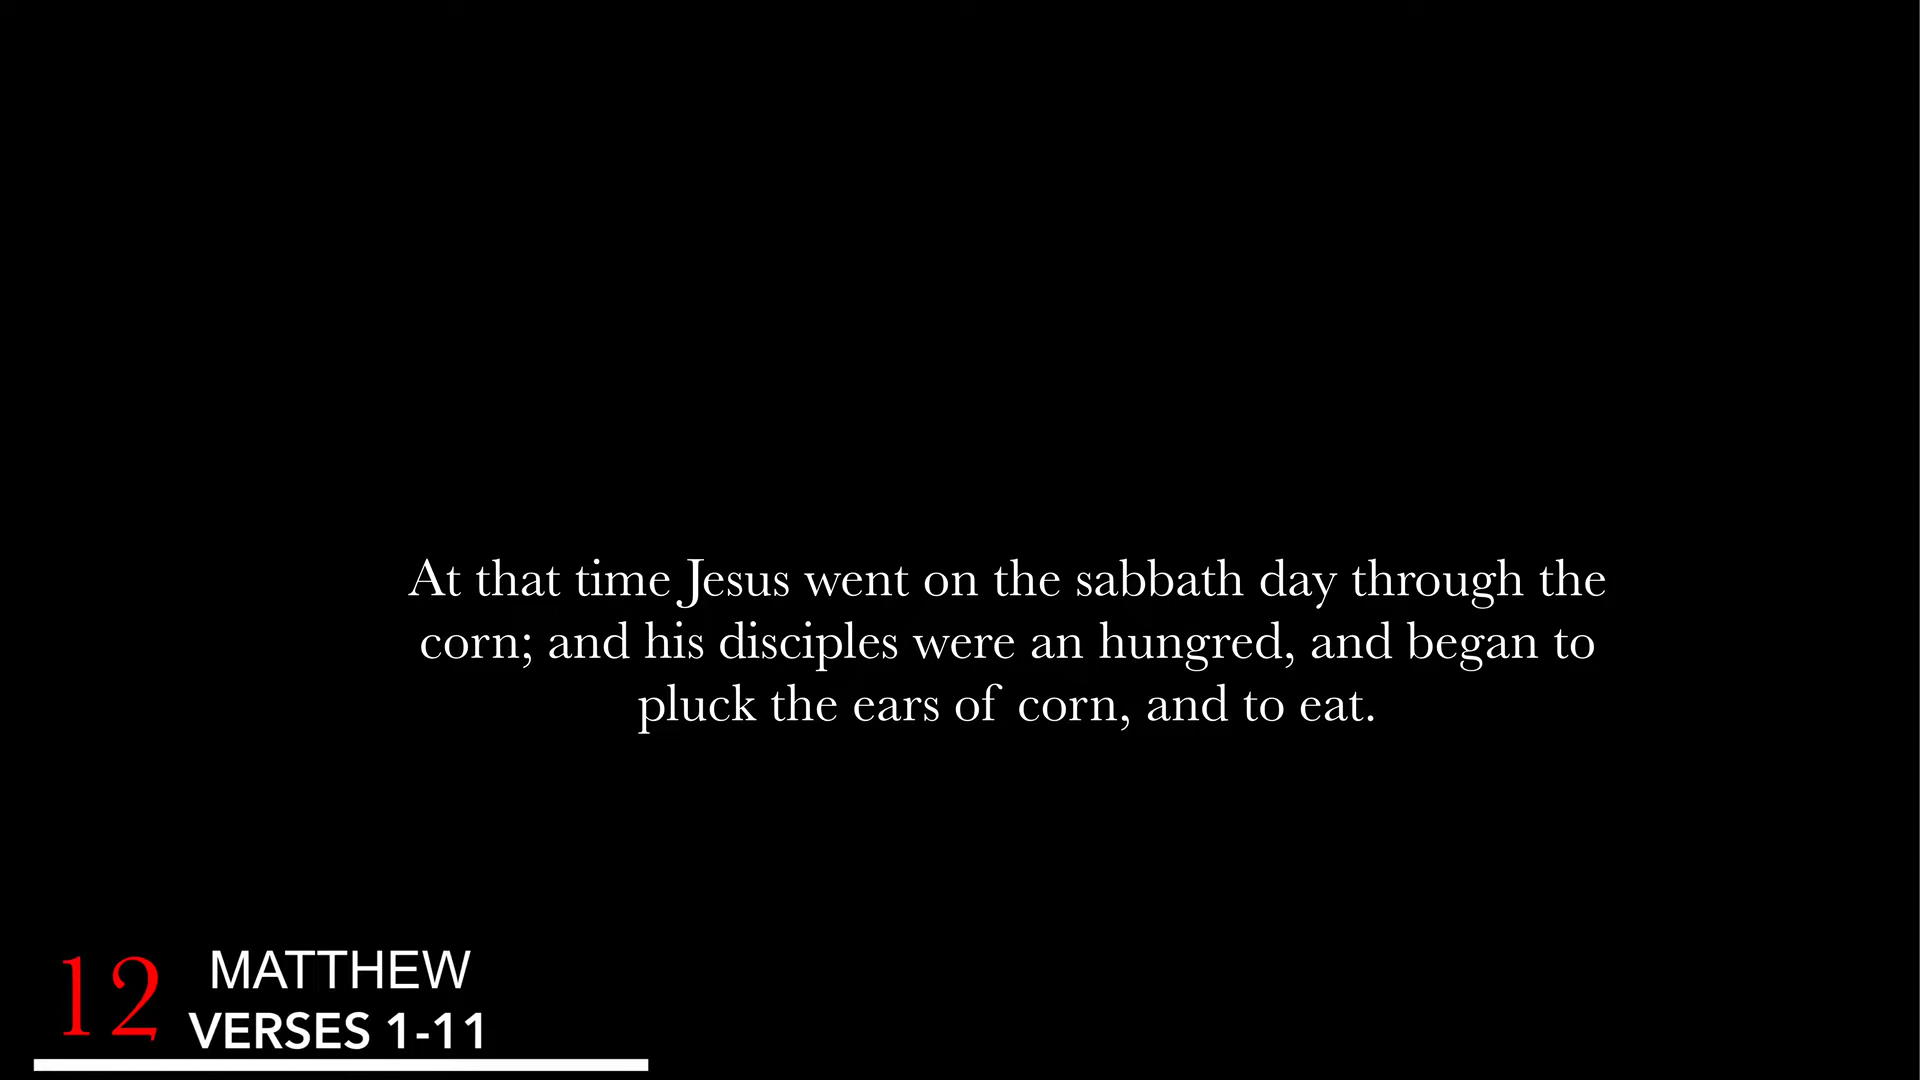 At that time Jesus went on the sabbath day through the
corn; and his disciples were an hungred, and began to
pluck the ears of corn, and to eat.
12
MATTHEW
VERSES 1-11